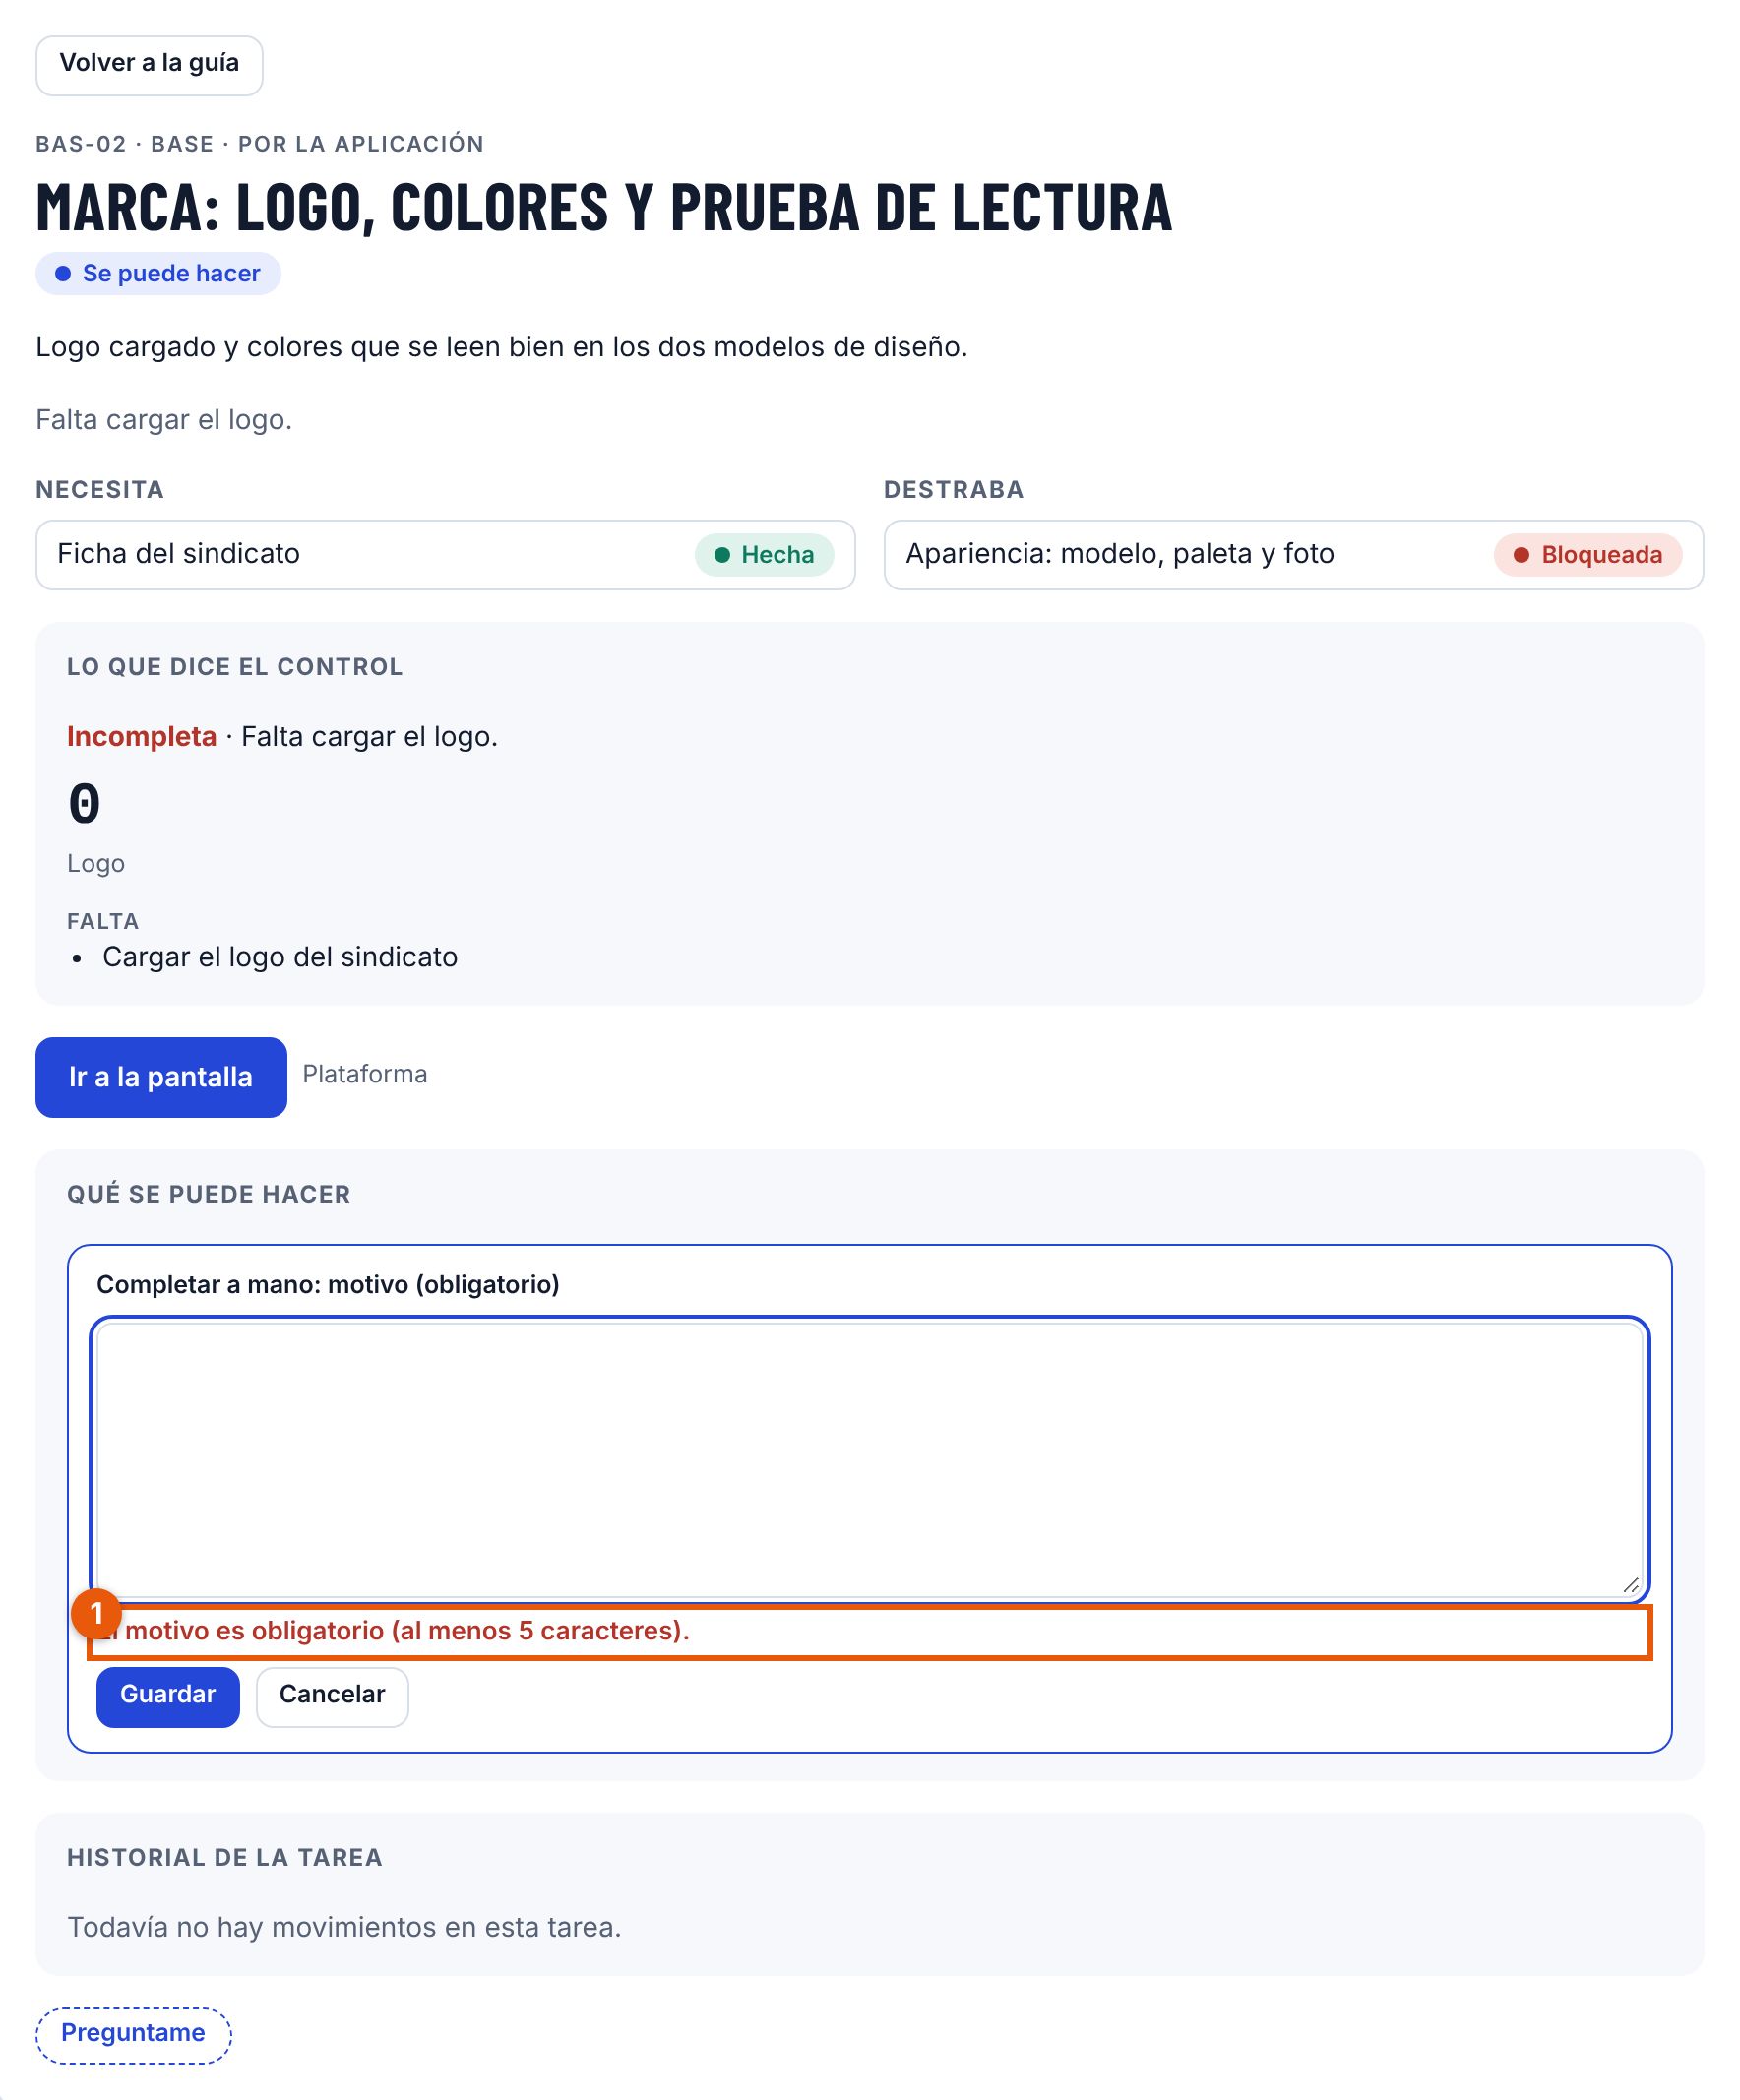 Volver a la guía
BAS-02 · BASE · POR LA APLICACIÓN
MARCA: LOGO, COLORES Y PRUEBA DE LECTURA
Se puede hacer
Logo cargado y colores que se leen bien en los dos modelos de diseño.
Falta cargar el logo.
NECESITA
Ficha del sindicato
Hecha
DESTRABA
Apariencia: modelo, paleta y foto
Bloqueada
LO QUE DICE EL CONTROL
Incompleta · Falta cargar el logo.
0
Logo
FALTA
• Cargar el logo del sindicato
Ir a la pantalla
Plataforma
QUÉ SE PUEDE HACER
Completar a mano: motivo (obligatorio)
1
motivo es obligatorio (al menos 5 caracteres).
Guardar
Cancelar
HISTORIAL DE LA TAREA
Todavía no hay movimientos en esta tarea.
Preguntame